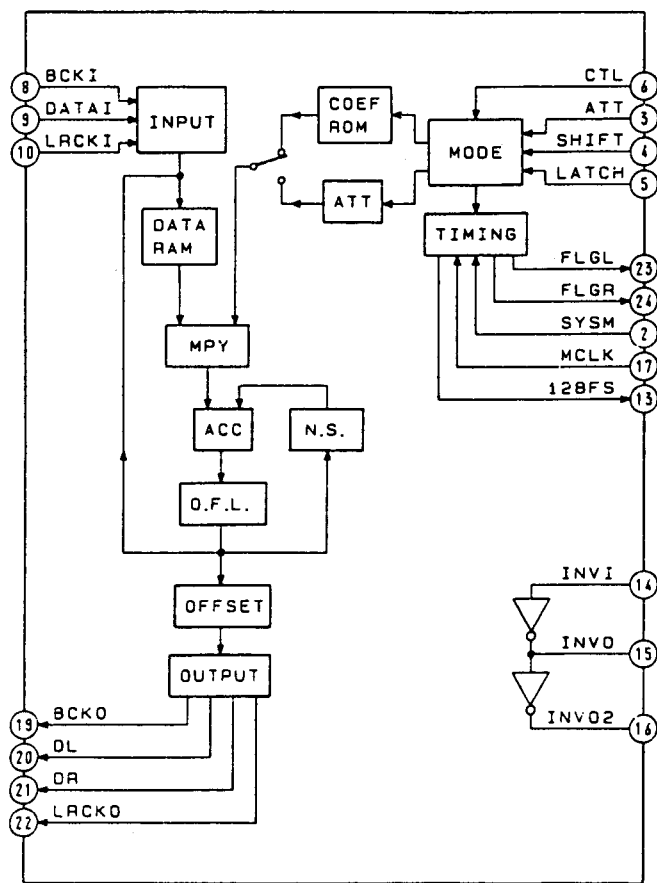 8 BCKI
9 DATAI
10 LRCKI
INPUT
COEF
ROM
MODE
ATT
CTL 6
ATT 3
SHIFT 4
LATCH 5
DATA
RAM
TIMING
FLGL 23
FLGR 24
SYSM 2
MCLK 17
128FS 13
MPY
ACC
N.S.
O.F.L.
OFFSET
OUTPUT
INVI 14
INVO 15
INVO2 16
19 BCKO
20 DL
21 DR
22 LRCKO